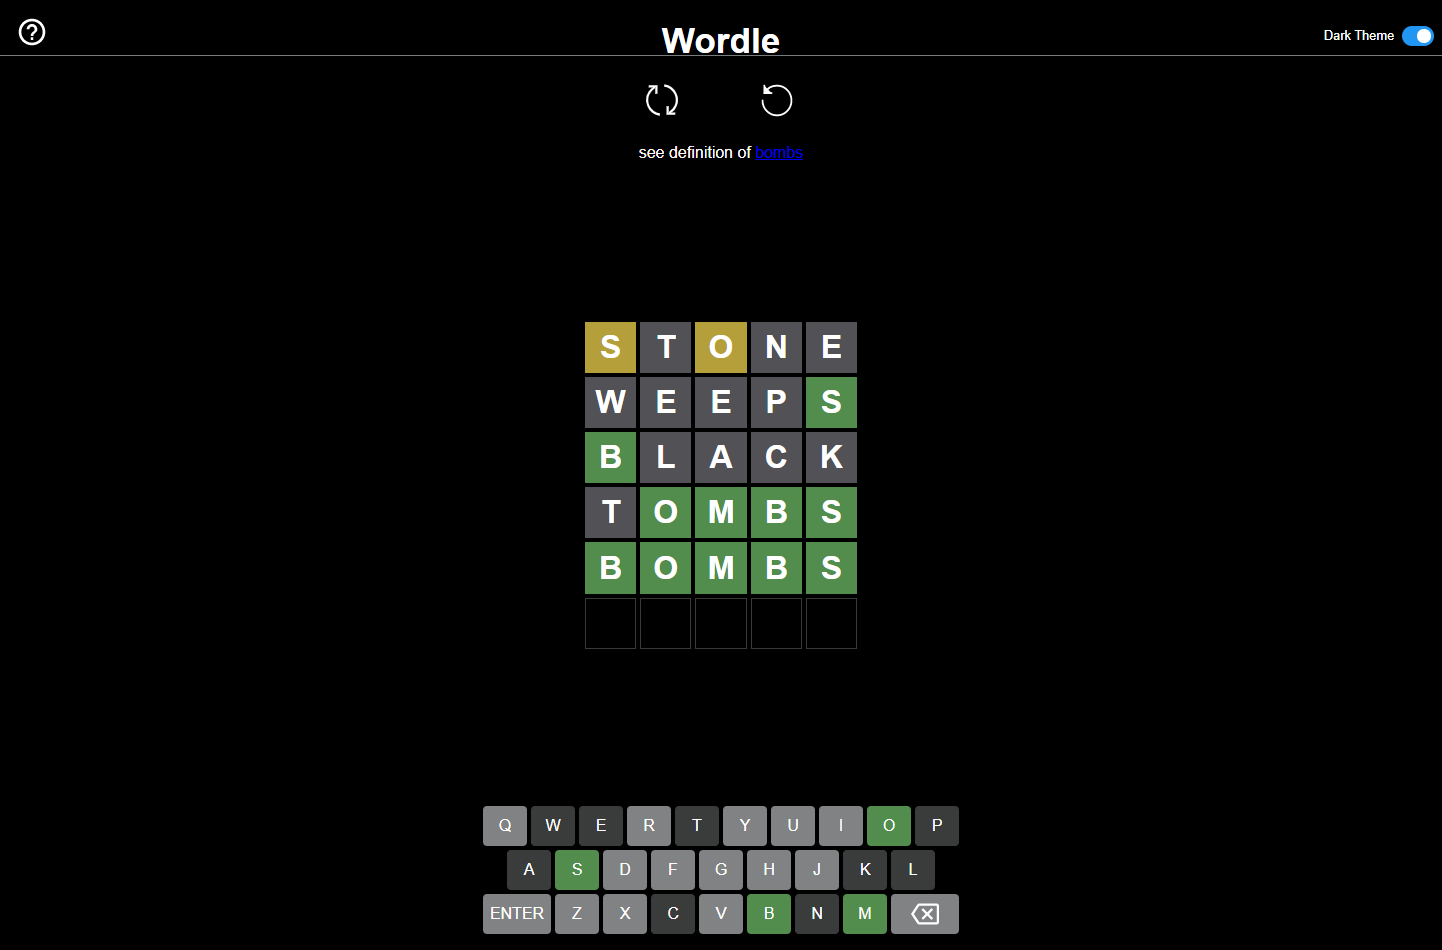 Wordle
Dark Theme
see definition of bombs
S T O N E
W E E P S
B L A C K
T O M B S
B O M B S
Q W E R T Y U I O P
A S D F G H J K L
ENTER Z X C V B N M